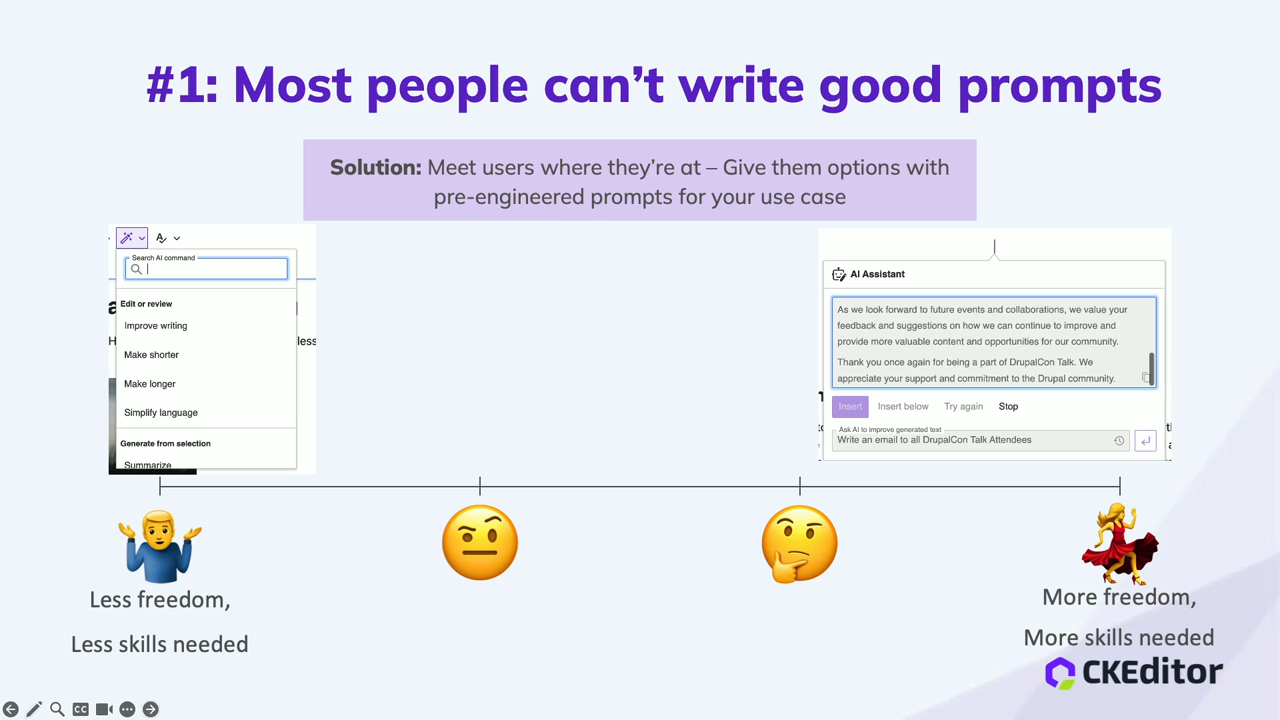 #1: Most people can't write good prompts
Solution: Meet users where they're at – Give them options with
pre-engineered prompts for your use case
Search AI command
Edit or review
Improve writing
Make shorter
Make longer
Simplify language
Generate from selection
Summarize
less
AI Assistant
As we look forward to future events and collaborations, we value your
feedback and suggestions on how we can continue to improve and
provide more valuable content and opportunities for our community.
Thank you once again for being a part of DrupalCon Talk. We
appreciate your support and commitment to the Drupal community.
Insert Insert below Try again Stop
Ask AI to improve generated text
Write an email to all DrupalCon Talk Attendees
Less freedom,
Less skills needed
More freedom,
More skills needed
CKEditor
CC